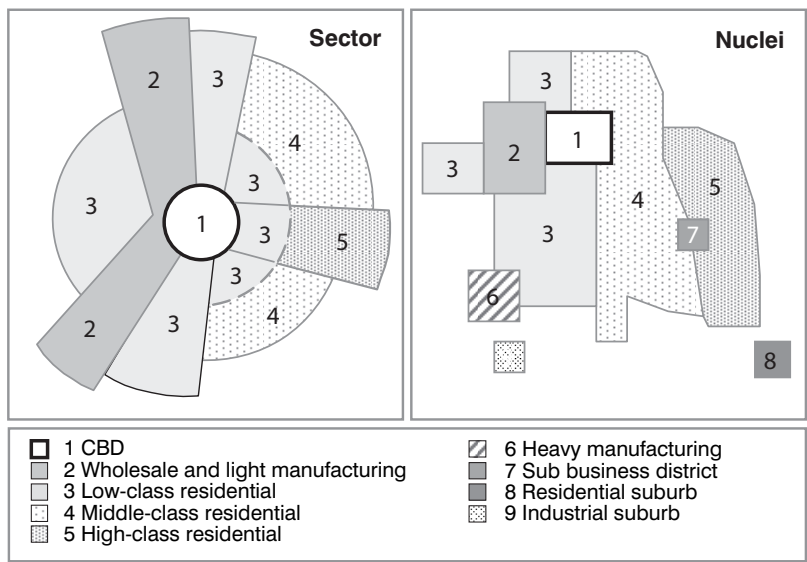 Sector
2
3
4
3
3
1
3
5
3
4
3
2
Nuclei
3
1
2
3
5
4
3
7
6
8
1 CBD
2 Wholesale and light manufacturing
3 Low-class residential
4 Middle-class residential
5 High-class residential
6 Heavy manufacturing
7 Sub business district
8 Residential suburb
9 Industrial suburb